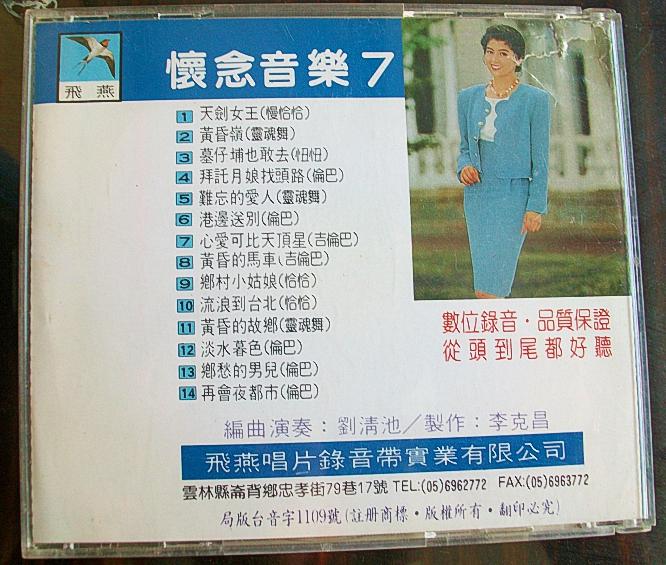 飛燕
懷念音樂7
1 天劍女王(慢恰恰)
2 黃昏嶺(靈魂舞)
3 墓仔埔也敢去(扭扭)
4 拜託月娘找頭路(倫巴)
5 難忘的愛人(靈魂舞)
6 港邊送別(倫巴)
7 心愛可比天頂星(吉倫巴)
8 黃昏的馬車(吉倫巴)
9 鄉村小姑娘(恰恰)
10 流浪到台北(恰恰)
11 黃昏的故鄉(靈魂舞)
12 淡水暮色(倫巴)
13 鄉愁的男兒(倫巴)
14 再會夜都市(倫巴)
數位錄音・品質保證
從頭到尾都好聽
編曲演奏：劉清池／製作：李克昌
飛燕唱片錄音帶實業有限公司
雲林縣崙背鄉忠孝街79巷17號 TEL:(05)6962772 FAX:(05)6963772
局版台音字1109號(註册商標・版權所有・翻印必究)